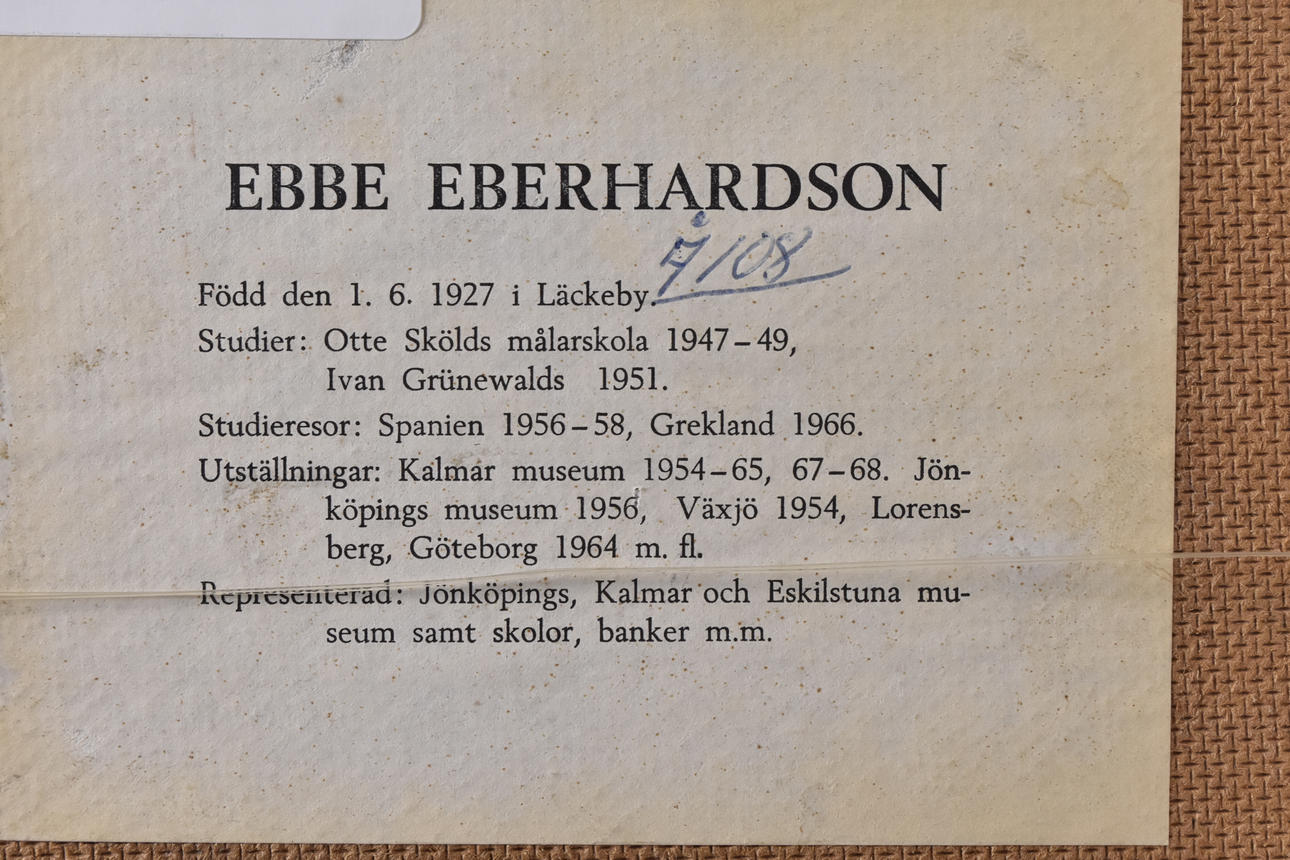 EBBE EBERHARDSON
7/08
Född den 1. 6. 1927 i Läckeby.
Studier: Otte Skölds målarskola 1947–49,
Ivan Grünewalds 1951.
Studieresor: Spanien 1956–58, Grekland 1966.
Utställningar: Kalmar museum 1954–65, 67–68. Jön-
köpings museum 1956, Växjö 1954, Lorens-
berg, Göteborg 1964 m. fl.
Representerad: Jönköpings, Kalmar och Eskilstuna mu-
seum samt skolor, banker m.m.